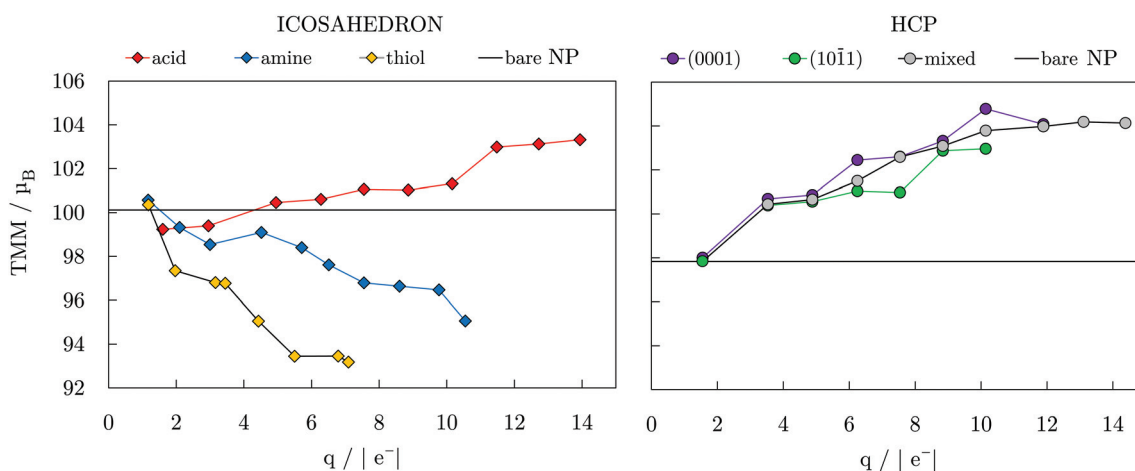 ICOSAHEDRON
acid amine thiol bare NP
106
104
102
100
98
96
94
92
TMM / µB
0 2 4 6 8 10 12 14
q / | e⁻|
HCP
(0001) (101̄1) mixed bare NP
0 2 4 6 8 10 12 14
q / | e⁻|